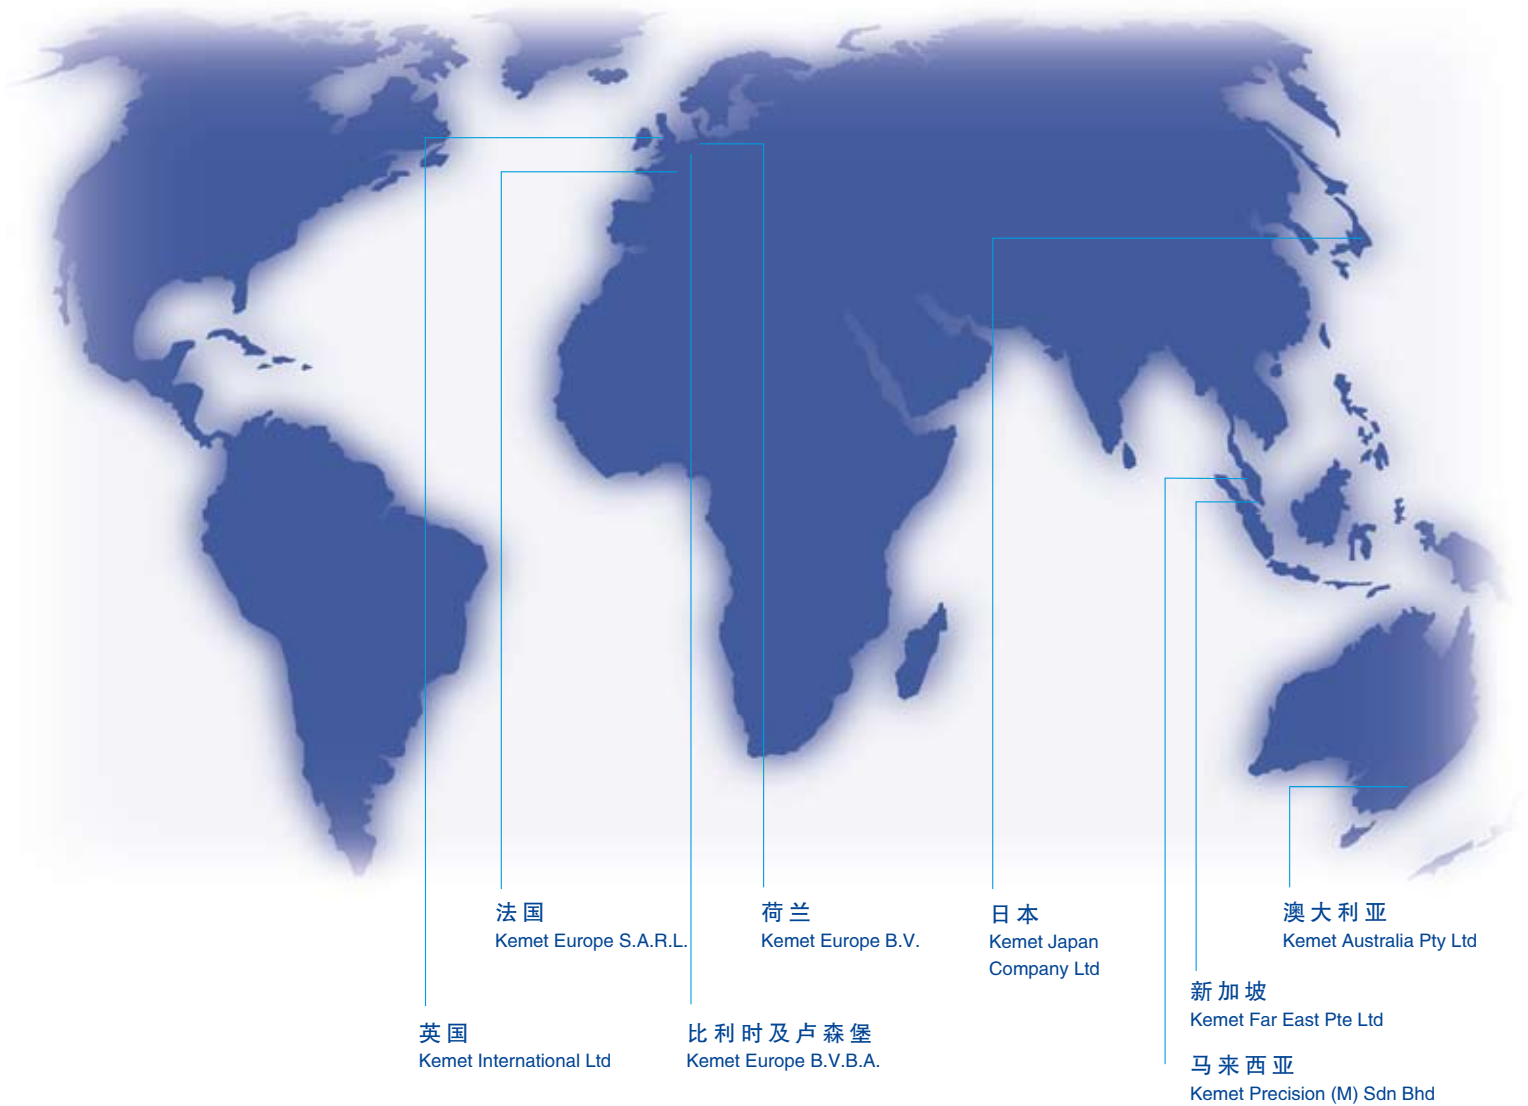 法国
Kemet Europe S.A.R.L.
荷兰
Kemet Europe B.V.
日本
Kemet Japan
Company Ltd
澳大利亚
Kemet Australia Pty Ltd
新加坡
Kemet Far East Pte Ltd
英国
Kemet International Ltd
比利时及卢森堡
Kemet Europe B.V.B.A.
马来西亚
Kemet Precision (M) Sdn Bhd